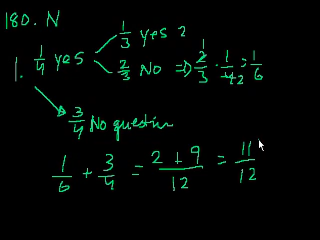 180. N
1/3 yes ?
1. 1/4 yes
2/3 No ⇒ 2/3 · 1/4 = 1/6
3/4 No question
1/6 + 3/4 = 2 + 9/12 = 11/12